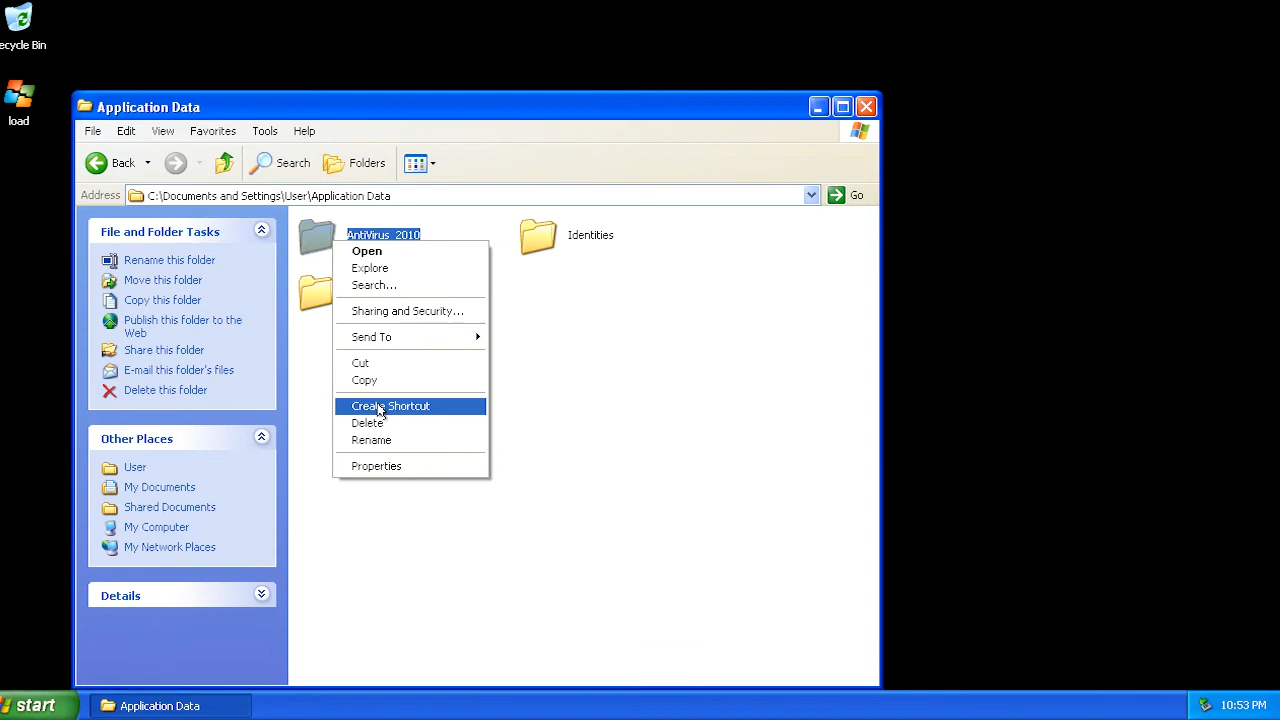 ecycle Bin
load
Application Data
File Edit View Favorites Tools Help
Back Search Folders
Address C:\Documents and Settings\User\Application Data Go
File and Folder Tasks
Rename this folder
Move this folder
Copy this folder
Publish this folder to the
Web
Share this folder
E-mail this folder's files
Delete this folder
Other Places
User
My Documents
Shared Documents
My Computer
My Network Places
Details
AntiVirus_2010
Identities
Open
Explore
Search...
Sharing and Security...
Send To
Cut
Copy
Create Shortcut
Delete
Rename
Properties
start Application Data 10:53 PM